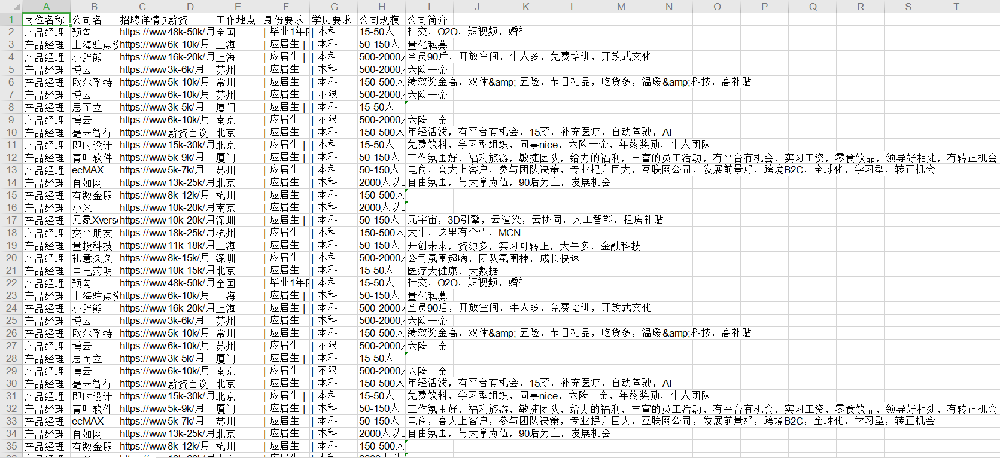 A B C D E F G H I J K L M N O P Q R S T
1 岗位名称 公司名 招聘详情页 薪资 工作地点 身份要求 学历要求 公司规模 公司简介
2 产品经理 预勾 https://www 48k-50k/月 全国 | 毕业1年内 | 本科 15-50人 社交，O2O，短视频，婚礼
3 产品经理 上海驻点资 https://www 6k-10k/月 上海 | 应届生 | | 本科 50-150人 量化私募
4 产品经理 小胖熊 https://www 16k-20k/月 上海 | 应届生 | | 本科 500-2000人 全员90后，开放空间，牛人多，免费培训，开放式文化
5 产品经理 博云 https://www 3k-6k/月 苏州 | 应届生 | 本科 500-2000人 六险一金
6 产品经理 欧尔孚特 https://www 5k-10k/月 常州 | 应届生 | 本科 150-500人 绩效奖金高，双休&amp; 五险，节日礼品，吃货多，温暖&amp;科技，高补贴
7 产品经理 博云 https://www 6k-10k/月 苏州 | 应届生 | 不限 500-2000人 六险一金
8 产品经理 思而立 https://www 3k-5k/月 厦门 | 应届生 | | 本科 15-50人
9 产品经理 博云 https://www 6k-10k/月 南京 | 应届生 | 不限 500-2000人 六险一金
10 产品经理 毫末智行 https://www 薪资面议 北京 | 应届生 | 本科 150-500人 年轻活泼，有平台有机会，15薪，补充医疗，自动驾驶，AI
11 产品经理 即时设计 https://www 15k-30k/月 北京 | 应届生 | | 本科 15-50人 免费饮料，学习型组织，同事nice，六险一金，年终奖励，牛人团队
12 产品经理 青叶软件 https://www 5k-9k/月 厦门 | 应届生 | | 本科 50-150人 工作氛围好，福利旅游，敏捷团队，给力的福利，丰富的员工活动，有平台有机会，实习工资，零食饮品，领导好相处，有转正机会
13 产品经理 ecMAX https://www 5k-7k/月 苏州 | 应届生 | 本科 50-150人 电商，高大上客户，参与团队决策，专业提升巨大，互联网公司，发展前景好，跨境B2C，全球化，学习型，转正机会
14 产品经理 自如网 https://www 13k-25k/月 北京 | 应届生 | 本科 2000人以上 自由氛围，与大拿为伍，90后为主，发展机会
15 产品经理 有数金服 https://www 8k-12k/月 杭州 | 应届生 | 本科 150-500人
16 产品经理 小米 https://www 10k-20k/月 南京 | 应届生 | 本科 2000人以上
17 产品经理 元象Xverse https://www 10k-20k/月 深圳 | 应届生 | | 本科 50-150人 元宇宙，3D引擎，云渲染，云协同，人工智能，租房补贴
18 产品经理 交个朋友 https://www 18k-25k/月 杭州 | 应届生 | 本科 150-500人 大牛，这里有个性，MCN
19 产品经理 量投科技 https://www 11k-18k/月 上海 | 应届生 | 本科 50-150人 开创未来，资源多，实习可转正，大牛多，金融科技
20 产品经理 礼意久久 https://www 8k-15k/月 深圳 | 应届生 | 本科 500-2000人 公司氛围超嗨，团队氛围棒，成长快速
21 产品经理 中电药明 https://www 10k-15k/月 北京 | 应届生 | 本科 15-50人 医疗大健康，大数据
22 产品经理 预勾 https://www 48k-50k/月 全国 | 毕业1年内 | 本科 15-50人 社交，O2O，短视频，婚礼
23 产品经理 上海驻点资 https://www 6k-10k/月 上海 | 应届生 | | 本科 50-150人 量化私募
24 产品经理 小胖熊 https://www 16k-20k/月 上海 | 应届生 | | 本科 500-2000人 全员90后，开放空间，牛人多，免费培训，开放式文化
25 产品经理 博云 https://www 3k-6k/月 苏州 | 应届生 | 本科 500-2000人 六险一金
26 产品经理 欧尔孚特 https://www 5k-10k/月 常州 | 应届生 | 本科 150-500人 绩效奖金高，双休&amp; 五险，节日礼品，吃货多，温暖&amp;科技，高补贴
27 产品经理 博云 https://www 6k-10k/月 苏州 | 应届生 | 不限 500-2000人 六险一金
28 产品经理 思而立 https://www 3k-5k/月 厦门 | 应届生 | | 本科 15-50人
29 产品经理 博云 https://www 6k-10k/月 南京 | 应届生 | 不限 500-2000人 六险一金
30 产品经理 毫末智行 https://www 薪资面议 北京 | 应届生 | 本科 150-500人 年轻活泼，有平台有机会，15薪，补充医疗，自动驾驶，AI
31 产品经理 即时设计 https://www 15k-30k/月 北京 | 应届生 | | 本科 15-50人 免费饮料，学习型组织，同事nice，六险一金，年终奖励，牛人团队
32 产品经理 青叶软件 https://www 5k-9k/月 厦门 | 应届生 | | 本科 50-150人 工作氛围好，福利旅游，敏捷团队，给力的福利，丰富的员工活动，有平台有机会，实习工资，零食饮品，领导好相处，有转正机会
33 产品经理 ecMAX https://www 5k-7k/月 苏州 | 应届生 | 本科 50-150人 电商，高大上客户，参与团队决策，专业提升巨大，互联网公司，发展前景好，跨境B2C，全球化，学习型，转正机会
34 产品经理 自如网 https://www 13k-25k/月 北京 | 应届生 | 本科 2000人以上 自由氛围，与大拿为伍，90后为主，发展机会
35 产品经理 有数金服 https://www 8k-12k/月 杭州 | 应届生 | 本科 150-500人